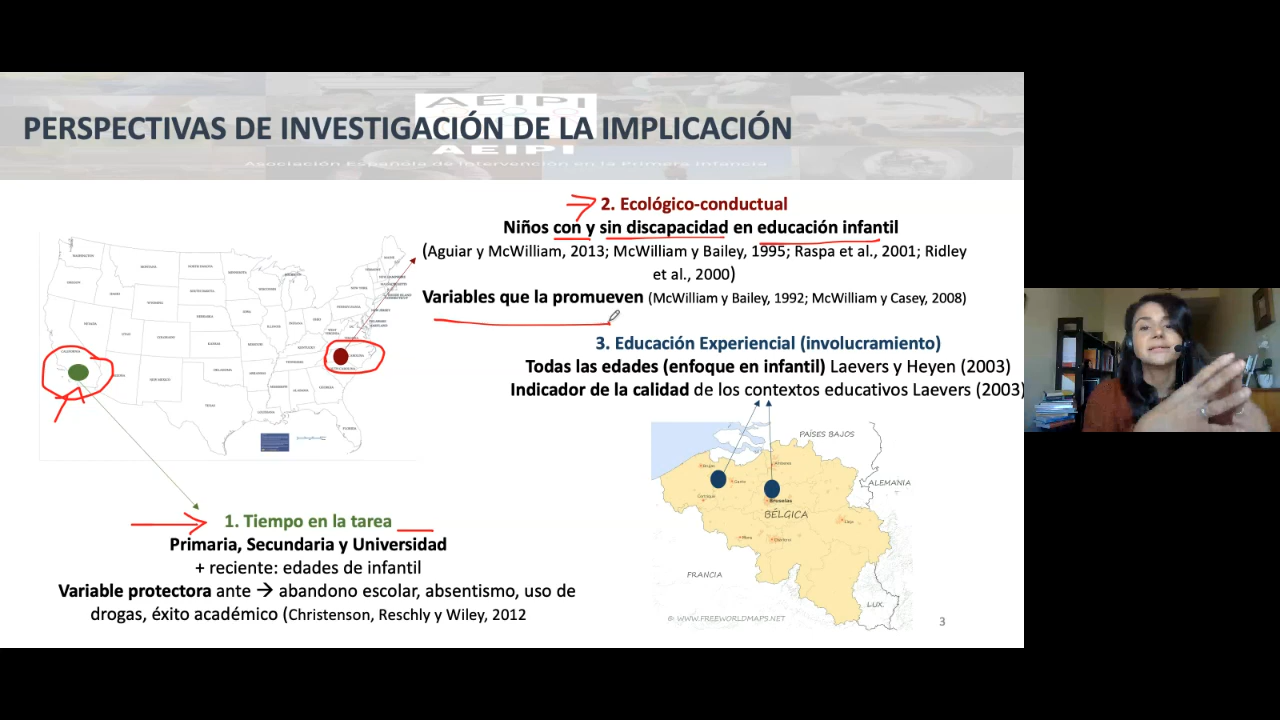 AEIPI
PERSPECTIVAS DE INVESTIGACIÓN DE LA IMPLICACIÓN
AEIPI
Asociación Española de Intervención en la Primera Infancia
2. Ecológico-conductual
Niños con y sin discapacidad en educación infantil
(Aguiar y McWilliam, 2013; McWilliam y Bailey, 1995; Raspa et al., 2001; Ridley
et al., 2000)
Variables que la promueven (McWilliam y Bailey, 1992; McWilliam y Casey, 2008)
3. Educación Experiencial (involucramiento)
Todas las edades (enfoque en infantil) Laevers y Heyen (2003)
Indicador de la calidad de los contextos educativos Laevers (2003)
PAÍSES BAJOS
ALEMANIA
Bruselas
BÉLGICA
FRANCIA
LUX.
© WWW.FREEWORLDMAPS.NET
1. Tiempo en la tarea
Primaria, Secundaria y Universidad
+ reciente: edades de infantil
Variable protectora ante → abandono escolar, absentismo, uso de
drogas, éxito académico (Christenson, Reschly y Wiley, 2012
3